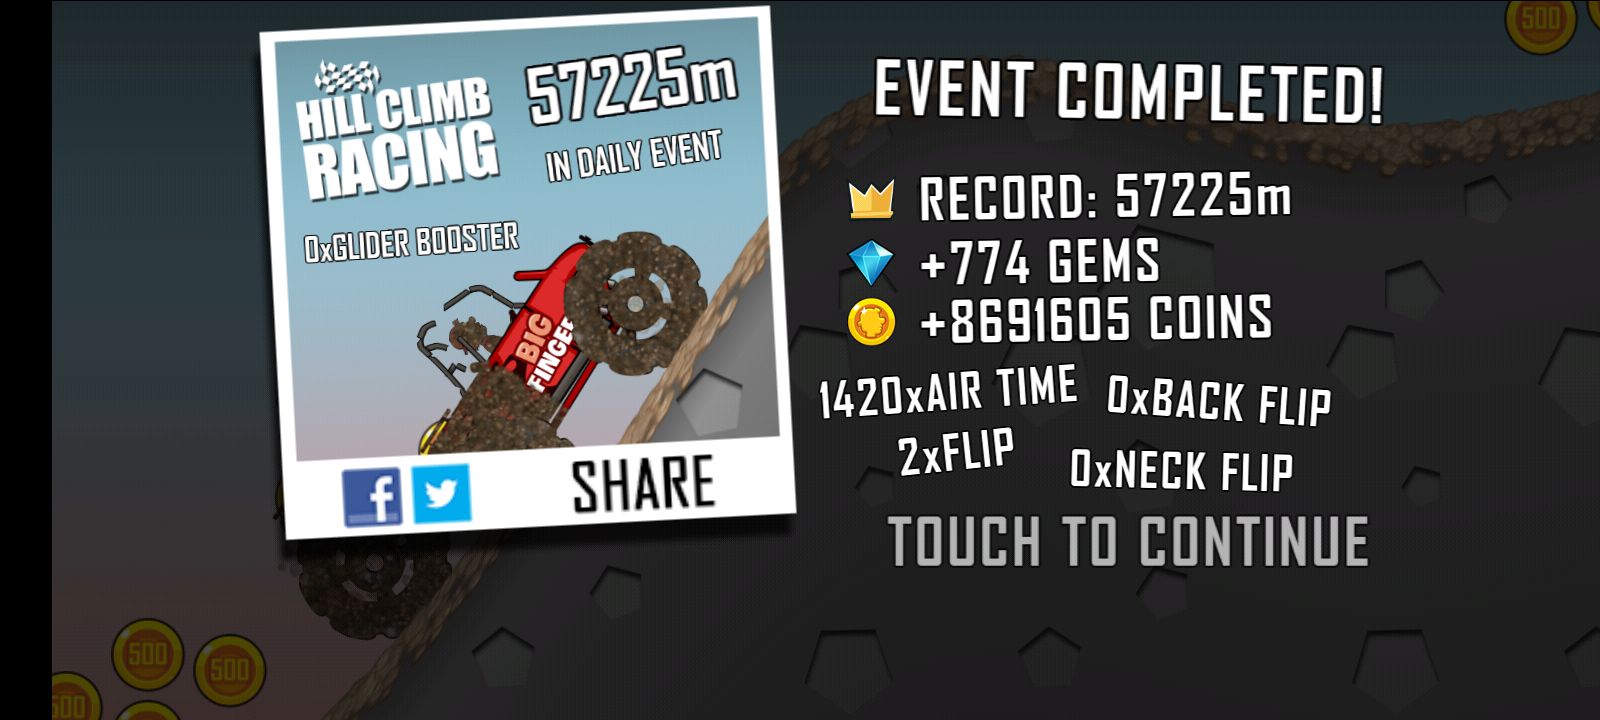 HILL CLIMB
RACING
57225m
IN DAILY EVENT
0xGLIDER BOOSTER
BIG
FINGER
SHARE
EVENT COMPLETED!
RECORD: 57225m
+774 GEMS
+8691605 COINS
1420xAIR TIME
0xBACK FLIP
2xFLIP
0xNECK FLIP
TOUCH TO CONTINUE
500
500
500
500